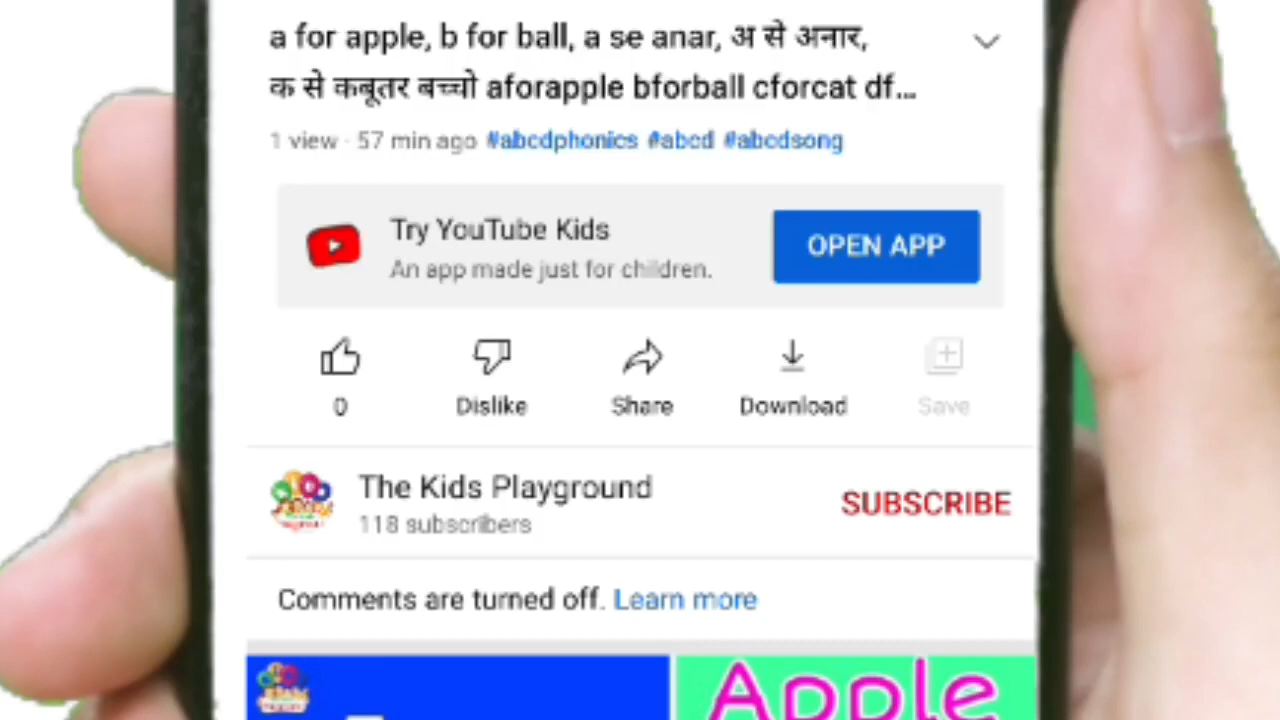 a for apple, b for ball, a se anar, अ से अनार,
क से कबूतर बच्चो aforapple bforball cforcat df...
1 view · 57 min ago #abcdphonics #abcd #abcdsong
Try YouTube Kids
An app made just for children.
OPEN APP
0 Dislike Share Download Save
The Kids Playground
118 subscribers
SUBSCRIBE
Comments are turned off. Learn more
Apple